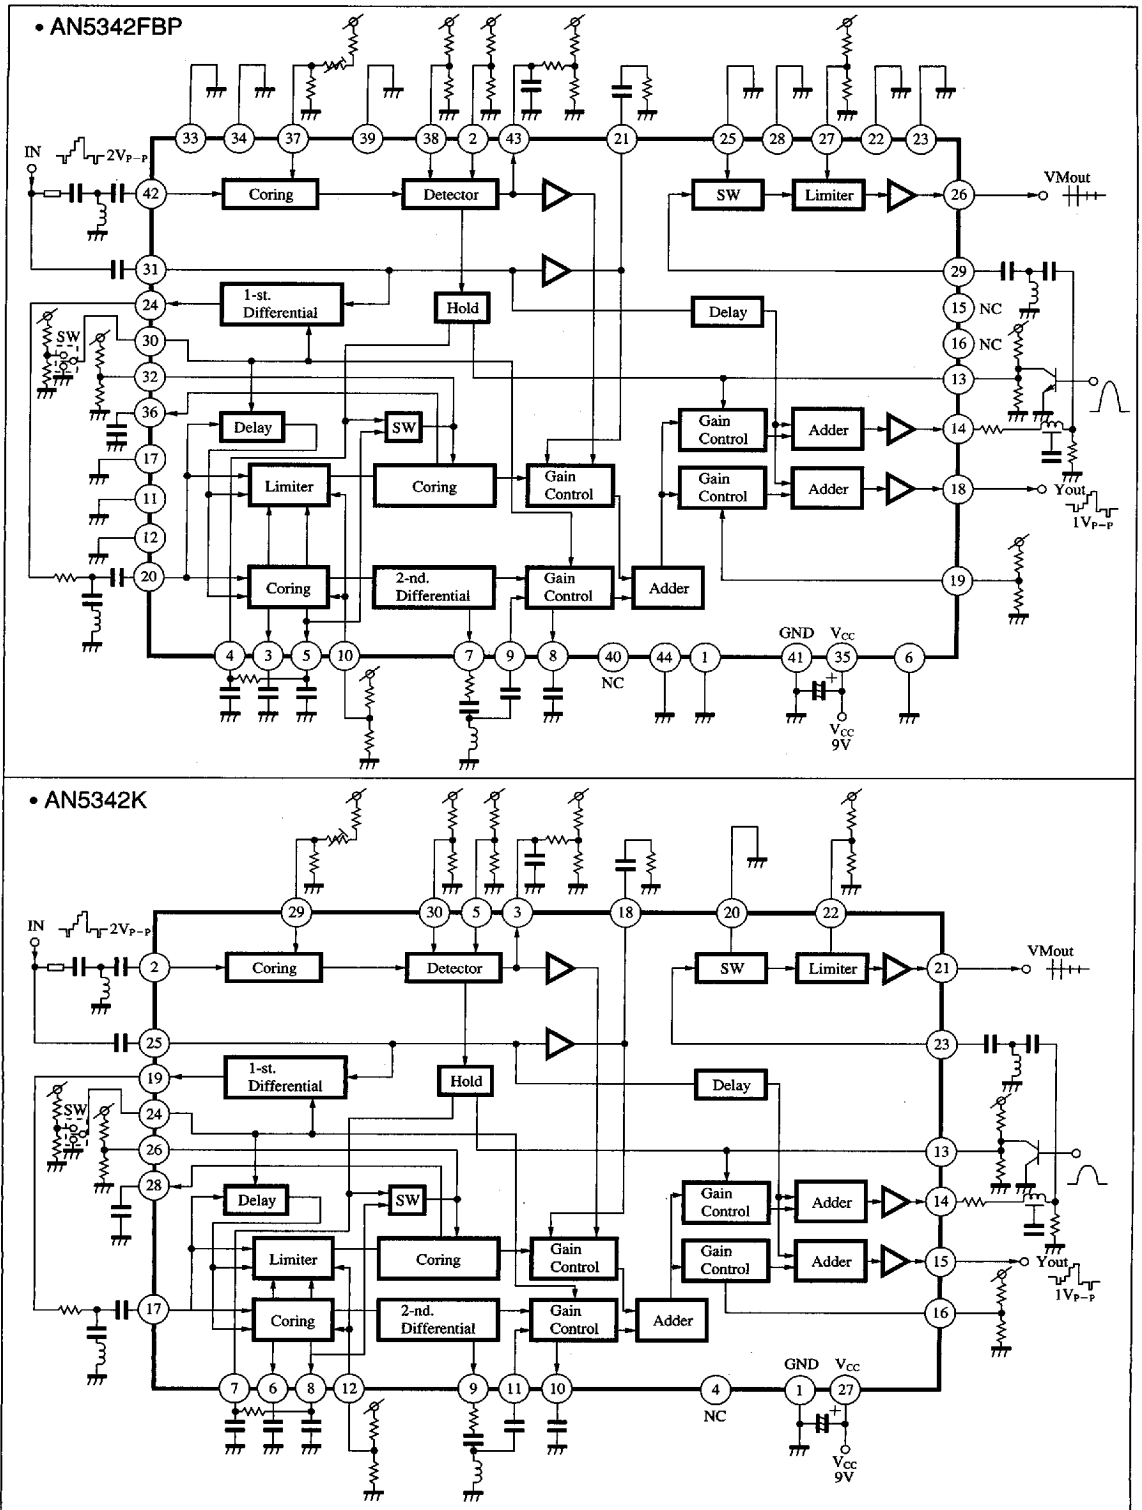 • AN5342FBP
33 34 37 39 38 2 43 21 25 28 27 22 23
IN 2VP-P
42 Coring Detector SW Limiter 26 VMout
31 29
24 1-st. Differential Hold Delay 15 NC
30 SW
16 NC
32 13
36 Delay SW Gain Control Adder 14
17
Limiter Coring Gain Control Gain Control Adder 18 Yout
1VP-P
11
12
20 Coring 2-nd. Differential Gain Control Adder 19
GND VCC
4 3 5 10 7 9 8 40 44 1 41 35 6
NC
+
VCC
9V
• AN5342K
29 30 5 3 18 20 22
IN 2VP-P
2 Coring Detector SW Limiter 21 VMout
25 23
19 1-st. Differential Hold Delay
24 SW
26 13
28 Delay SW Gain Control Adder 14
Limiter Coring Gain Control Gain Control Adder 15 Yout
1VP-P
17 Coring 2-nd. Differential Gain Control Adder 16
GND VCC
7 6 8 12 9 11 10 4 1 27
NC
+
VCC
9V